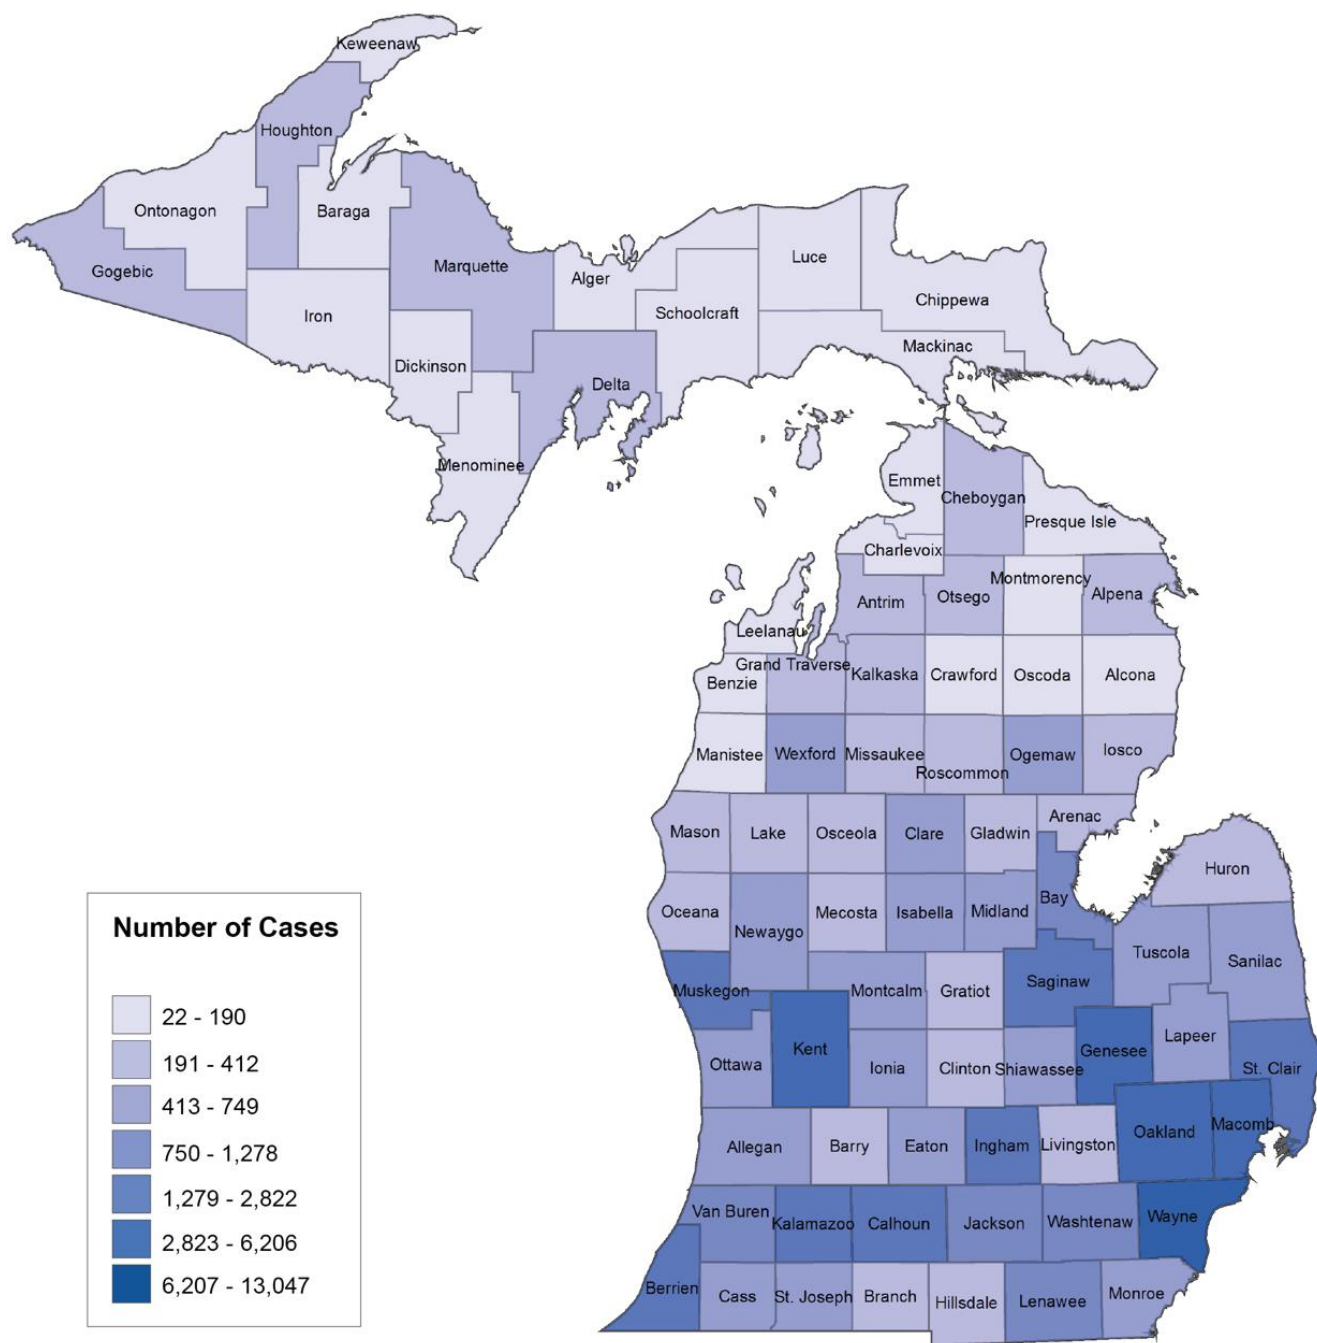 Keweenaw
Houghton
Ontonagon
Baraga
Gogebic
Marquette
Alger
Luce
Iron
Schoolcraft
Chippewa
Mackinac
Dickinson
Delta
Menominee
Emmet
Cheboygan
Presque Isle
Charlevoix
Montmorency
Antrim
Otsego
Alpena
Leelanau
Grand Traverse
Benzie
Kalkaska
Crawford
Oscoda
Alcona
Manistee
Wexford
Missaukee
Roscommon
Ogemaw
Iosco
Mason
Lake
Osceola
Clare
Gladwin
Arenac
Huron
Oceana
Newaygo
Mecosta
Isabella
Midland
Bay
Tuscola
Sanilac
Muskegon
Montcalm
Gratiot
Saginaw
Ottawa
Kent
Ionia
Clinton
Shiawassee
Genesee
Lapeer
St. Clair
Allegan
Barry
Eaton
Ingham
Livingston
Oakland
Macomb
Van Buren
Kalamazoo
Calhoun
Jackson
Washtenaw
Wayne
Berrien
Cass
St. Joseph
Branch
Hillsdale
Lenawee
Monroe
Number of Cases
22 - 190
191 - 412
413 - 749
750 - 1,278
1,279 - 2,822
2,823 - 6,206
6,207 - 13,047